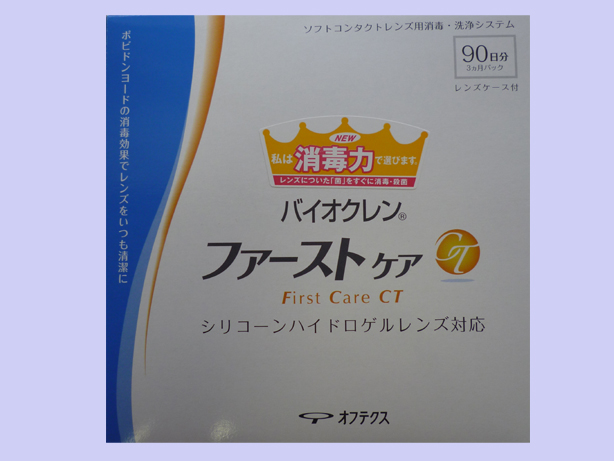 ソフトコンタクトレンズ用消毒・洗浄システム
90日分
3ヵ月パック
レンズケース付
ポビドンヨードの消毒効果でレンズをいつも清潔に
NEW
私は消毒力で選びます。
レンズについた「菌」をすぐに消毒・殺菌
バイオクレン®
ファーストケア CT
First Care CT
シリコーンハイドロゲルレンズ対応
オフテクス